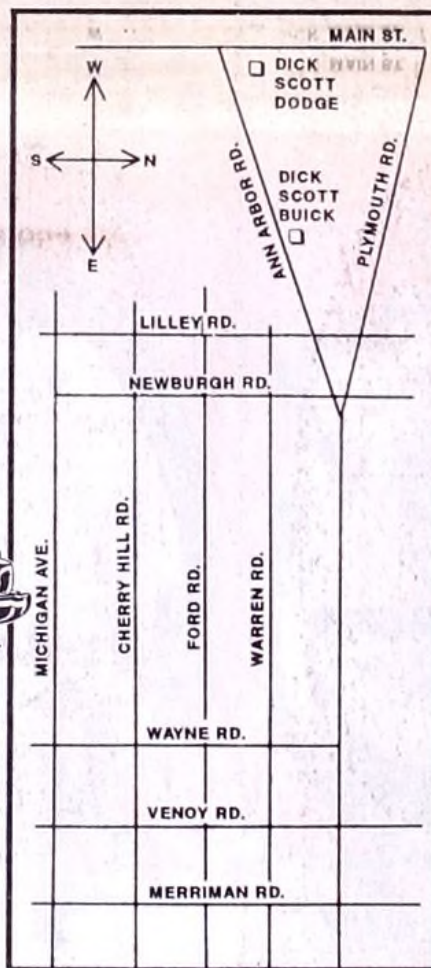 MAIN ST.
W
S
N
E
DICK
SCOTT
DODGE
DICK
SCOTT
BUICK
ANN ARBOR RD.
PLYMOUTH RD.
LILLEY RD.
NEWBURGH RD.
MICHIGAN AVE.
CHERRY HILL RD.
FORD RD.
WARREN RD.
WAYNE RD.
VENOY RD.
MERRIMAN RD.